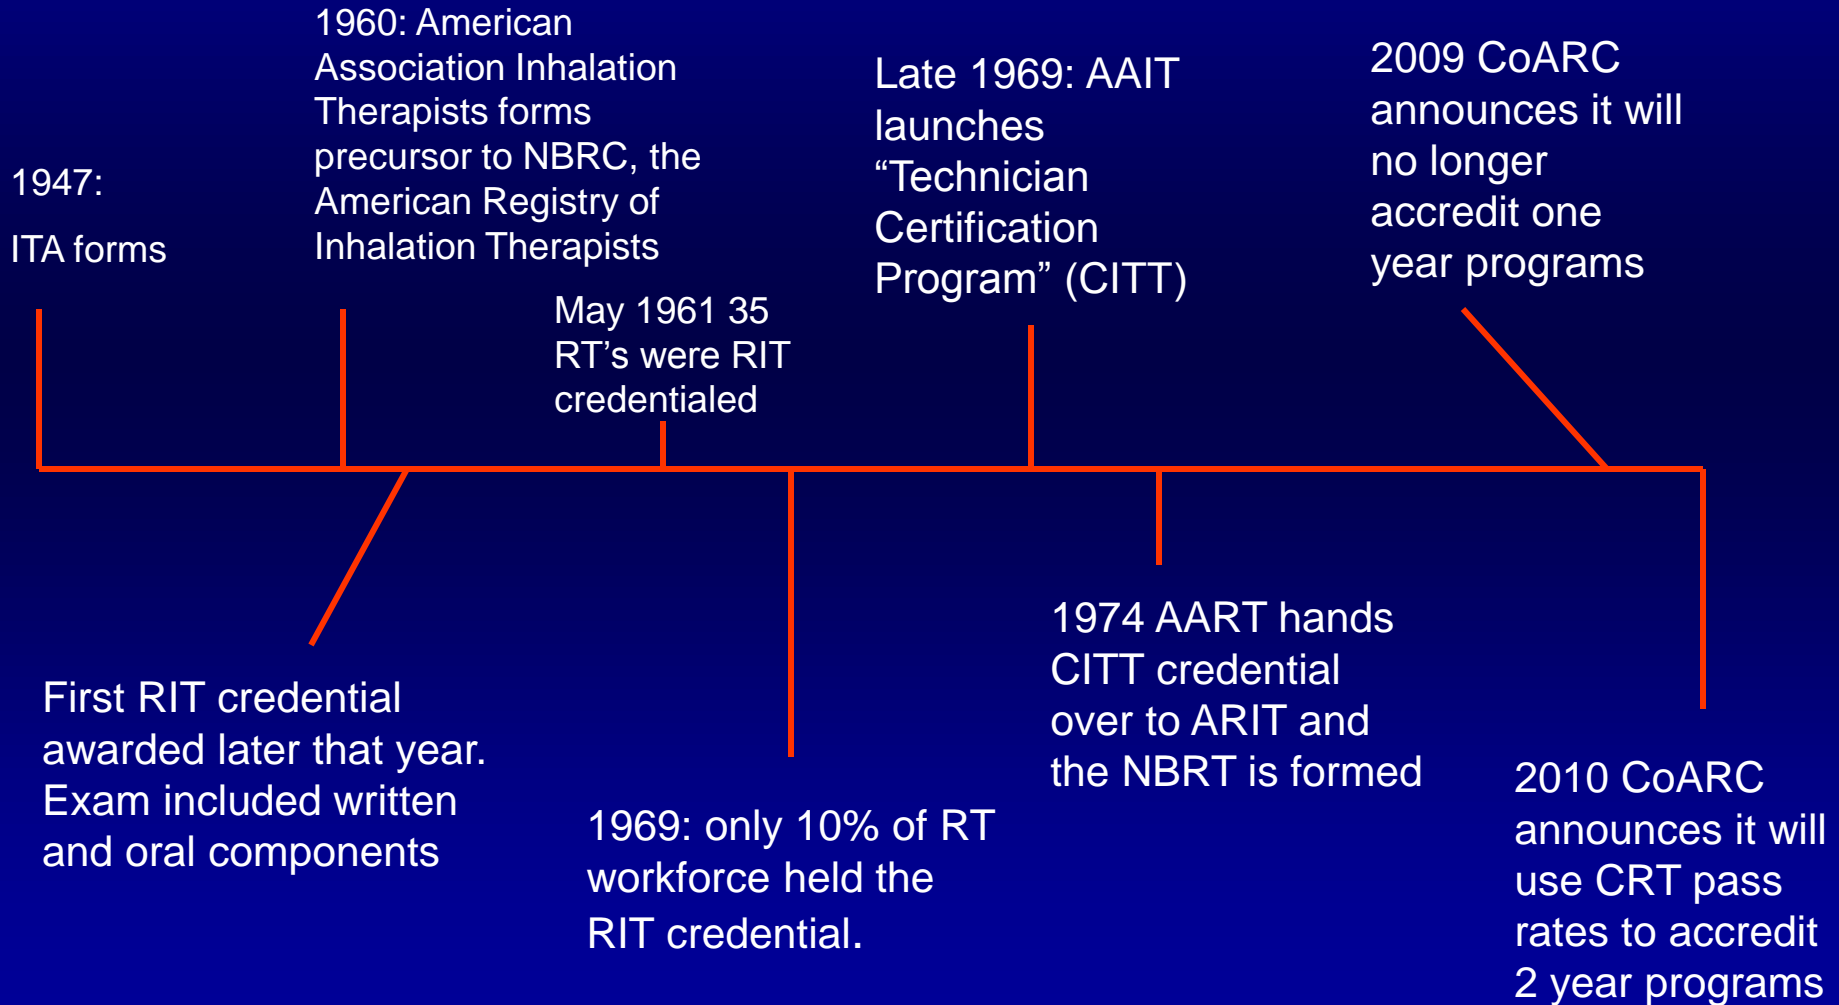 1947:
ITA forms
1960: American
Association Inhalation
Therapists forms
precursor to NBRC, the
American Registry of
Inhalation Therapists
First RIT credential
awarded later that year.
Exam included written
and oral components
May 1961 35
RT’s were RIT
credentialed
1969: only 10% of RT
workforce held the
RIT credential.
Late 1969: AAIT
launches
“Technician
Certification
Program” (CITT)
1974 AART hands
CITT credential
over to ARIT and
the NBRT is formed
2009 CoARC
announces it will
no longer
accredit one
year programs
2010 CoARC
announces it will
use CRT pass
rates to accredit
2 year programs